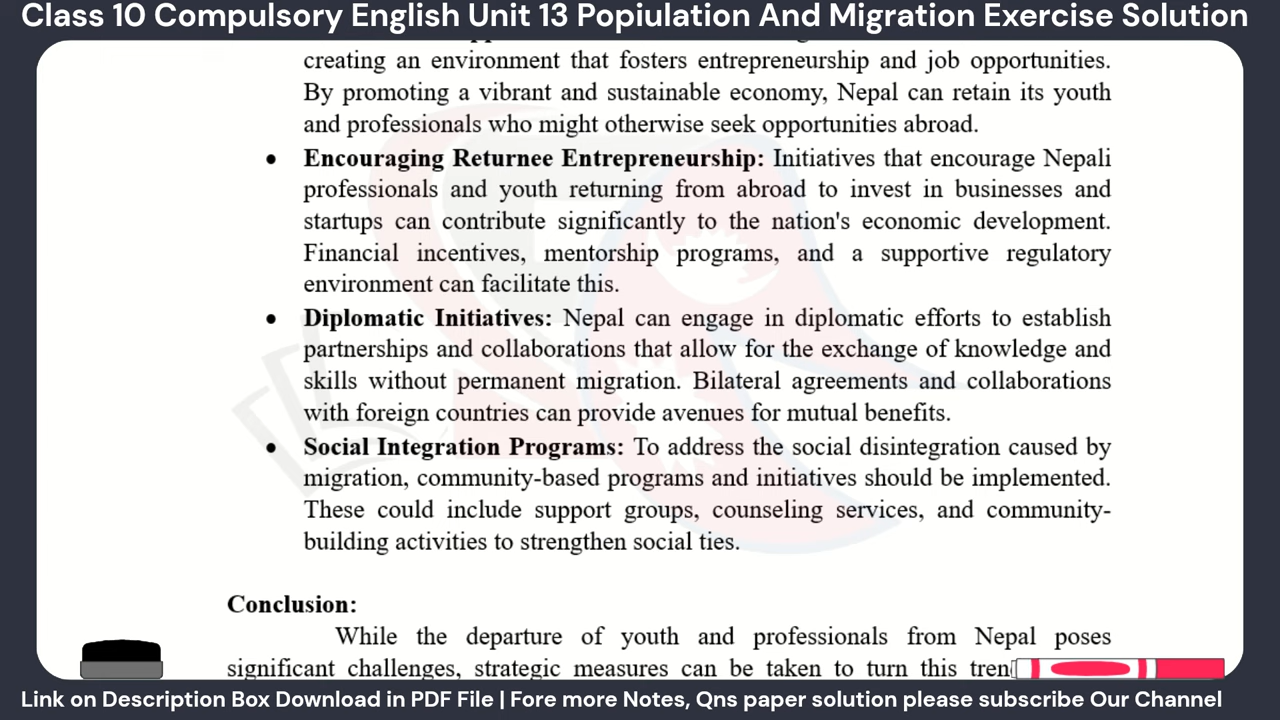 Class 10 Compulsory English Unit 13 Popiulation And Migration Exercise Solution
creating an environment that fosters entrepreneurship and job opportunities.
By promoting a vibrant and sustainable economy, Nepal can retain its youth
and professionals who might otherwise seek opportunities abroad.
• Encouraging Returnee Entrepreneurship: Initiatives that encourage Nepali
professionals and youth returning from abroad to invest in businesses and
startups can contribute significantly to the nation's economic development.
Financial incentives, mentorship programs, and a supportive regulatory
environment can facilitate this.
• Diplomatic Initiatives: Nepal can engage in diplomatic efforts to establish
partnerships and collaborations that allow for the exchange of knowledge and
skills without permanent migration. Bilateral agreements and collaborations
with foreign countries can provide avenues for mutual benefits.
• Social Integration Programs: To address the social disintegration caused by
migration, community-based programs and initiatives should be implemented.
These could include support groups, counseling services, and community-
building activities to strengthen social ties.
Conclusion:
While the departure of youth and professionals from Nepal poses
significant challenges, strategic measures can be taken to turn this
Link on Description Box Download in PDF File | Fore more Notes, Qns paper solution please subscribe Our Channel